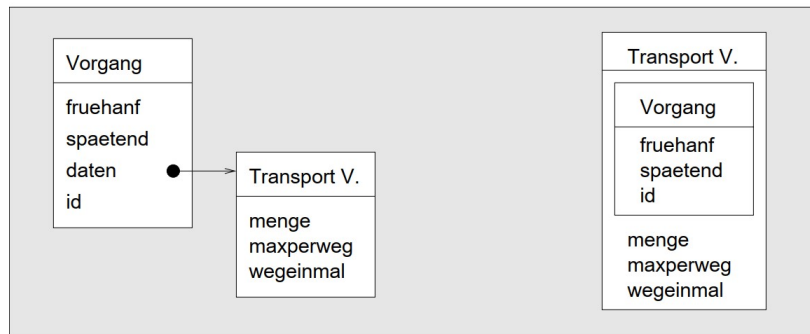 Vorgang
fruehanf
spaetend
daten
id
Transport V.
menge
maxperweg
wegeinmal
Transport V.
Vorgang
fruehanf
spaetend
id
menge
maxperweg
wegeinmal